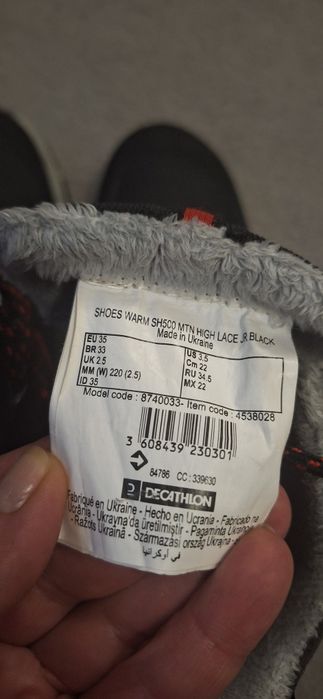 SHOES WARM SH500 MTN HIGH LACE JR BLACK
Made in Ukraine
EU 35
BR 33
UK 2.5
MM (W) 220 (2.5)
ID 35
US 3.5
Cm 22
RU 34.5
MX 22
Model code : 8740033- Item code : 4538028
3 608439 230301
84786 CC : 339630
DECATHLON
Fabriqué en Ukraine - Hecho en Ucrania - Fabricado na
Ucrânia - Ukrayna'da üretilmiştir - Pagaminta
- Ražots Ukrainā - Származási ország Ukrajna -
في أوكرانيا